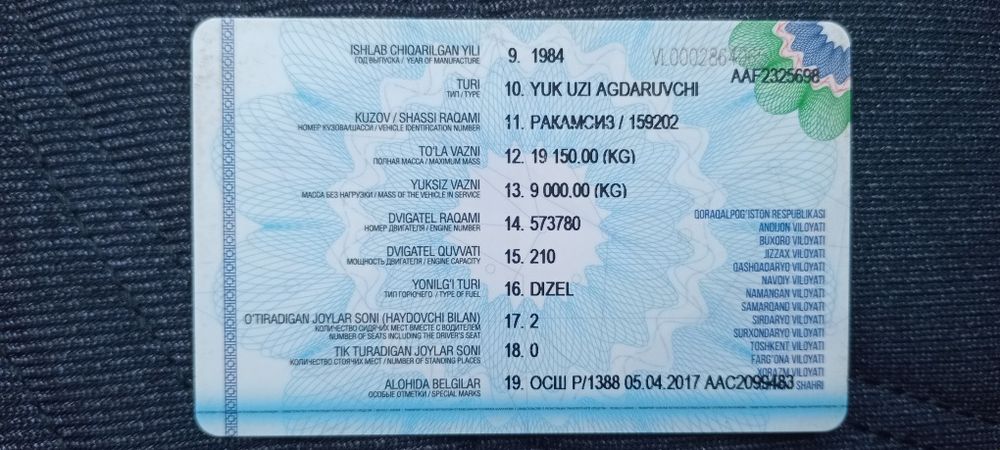 ISHLAB CHIQARILGAN YILI 9. 1984
ГОД ВЫПУСКА / YEAR OF MANUFACTURE
AAF2325698
TURI 10. YUK UZI AGDARUVCHI
ТИП / TYPE
KUZOV / SHASSI RAQAMI 11. РАКАМСИЗ / 159202
НОМЕР КУЗОВА/ШАССИ / VEHICLE IDENTIFICATION NUMBER
TO'LA VAZNI 12. 19 150.00 (KG)
ПОЛНАЯ МАССА / MAXIMUM MASS
YUKSIZ VAZNI 13. 9 000.00 (KG)
МАССА БЕЗ НАГРУЗКИ / MASS OF THE VEHICLE IN SERVICE
DVIGATEL RAQAMI 14. 573780
НОМЕР ДВИГАТЕЛЯ / ENGINE NUMBER
DVIGATEL QUVVATI 15. 210
МОЩНОСТЬ ДВИГАТЕЛЯ / ENGINE CAPACITY
YONILG'I TURI 16. DIZEL
ТИП ГОРЮЧЕГО / TYPE OF FUEL
O'TIRADIGAN JOYLAR SONI (HAYDOVCHI BILAN) 17. 2
КОЛИЧЕСТВО СИДЯЧИХ МЕСТ ВМЕСТЕ С ВОДИТЕЛЕМ
NUMBER OF SEATS INCLUDING THE DRIVER'S SEAT
TIK TURADIGAN JOYLAR SONI 18. 0
КОЛИЧЕСТВО СТОЯЧИХ МЕСТ / NUMBER OF STANDING PLACES
ALOHIDA BELGILAR 19. ОСШ Р/1388 05.04.2017 ААС2099483
ОСОБЫЕ ОТМЕТКИ / SPECIAL MARKS
QORAQALPOG'ISTON RESPUBLIKASI
ANDIJON VILOYATI
BUXORO VILOYATI
JIZZAX VILOYATI
QASHQADARYO VILOYATI
NAVOIY VILOYATI
NAMANGAN VILOYATI
SAMARQAND VILOYATI
SIRDARYO VILOYATI
SURXONDARYO VILOYATI
TOSHKENT VILOYATI
FARG'ONA VILOYATI
XORAZM VILOYATI
SHAHRI